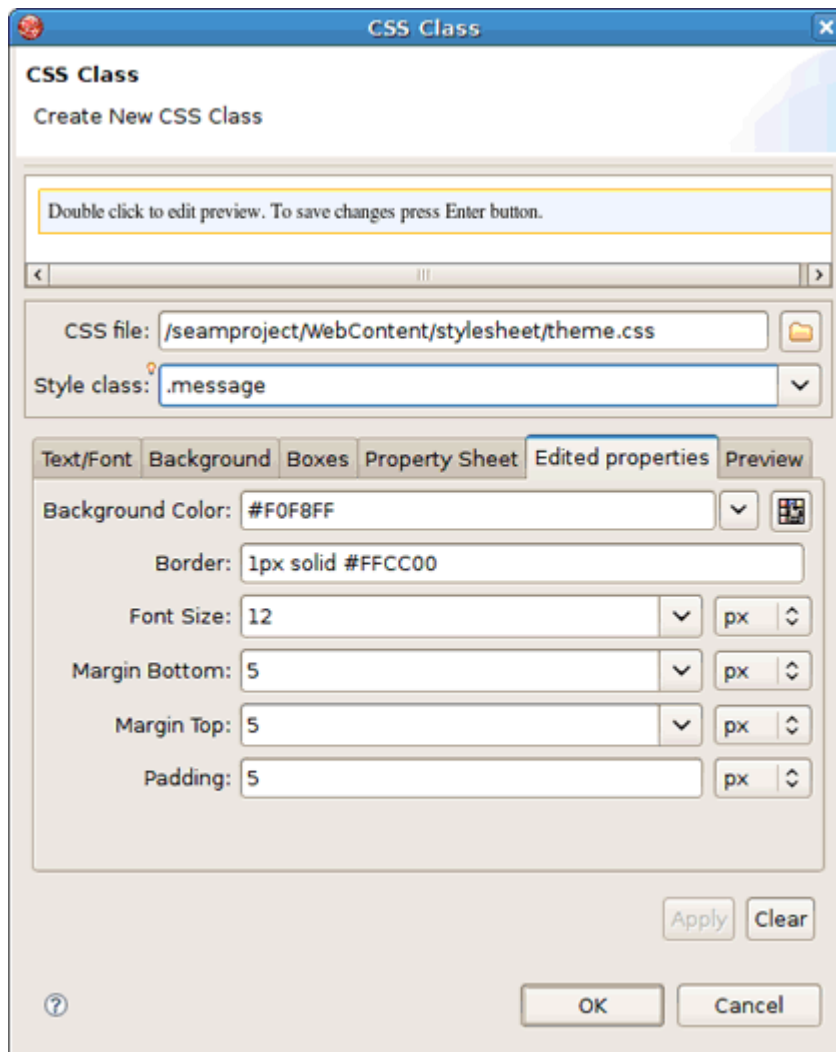 CSS Class
CSS Class
Create New CSS Class
Double click to edit preview. To save changes press Enter button.
CSS file: /seamproject/WebContent/stylesheet/theme.css
Style class: .message
Text/Font Background Boxes Property Sheet Edited properties Preview
Background Color: #F0F8FF
Border: 1px solid #FFCC00
Font Size: 12 px
Margin Bottom: 5 px
Margin Top: 5 px
Padding: 5 px
Apply Clear
OK Cancel